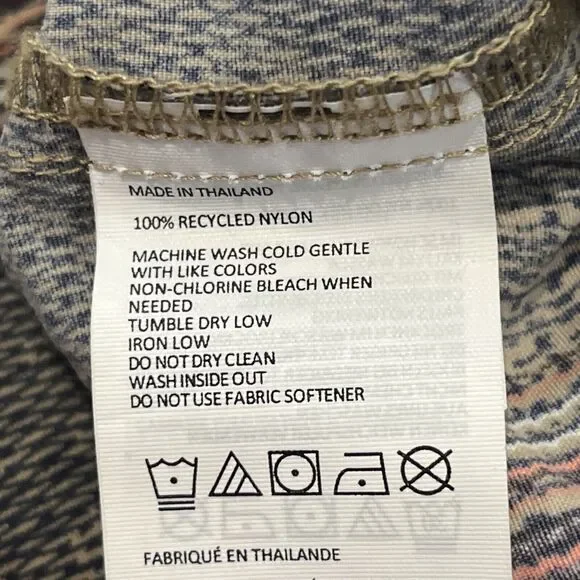 MADE IN THAILAND
100% RECYCLED NYLON
MACHINE WASH COLD GENTLE
WITH LIKE COLORS
NON-CHLORINE BLEACH WHEN
NEEDED
TUMBLE DRY LOW
IRON LOW
DO NOT DRY CLEAN
WASH INSIDE OUT
DO NOT USE FABRIC SOFTENER
FABRIQUÉ EN THAILANDE